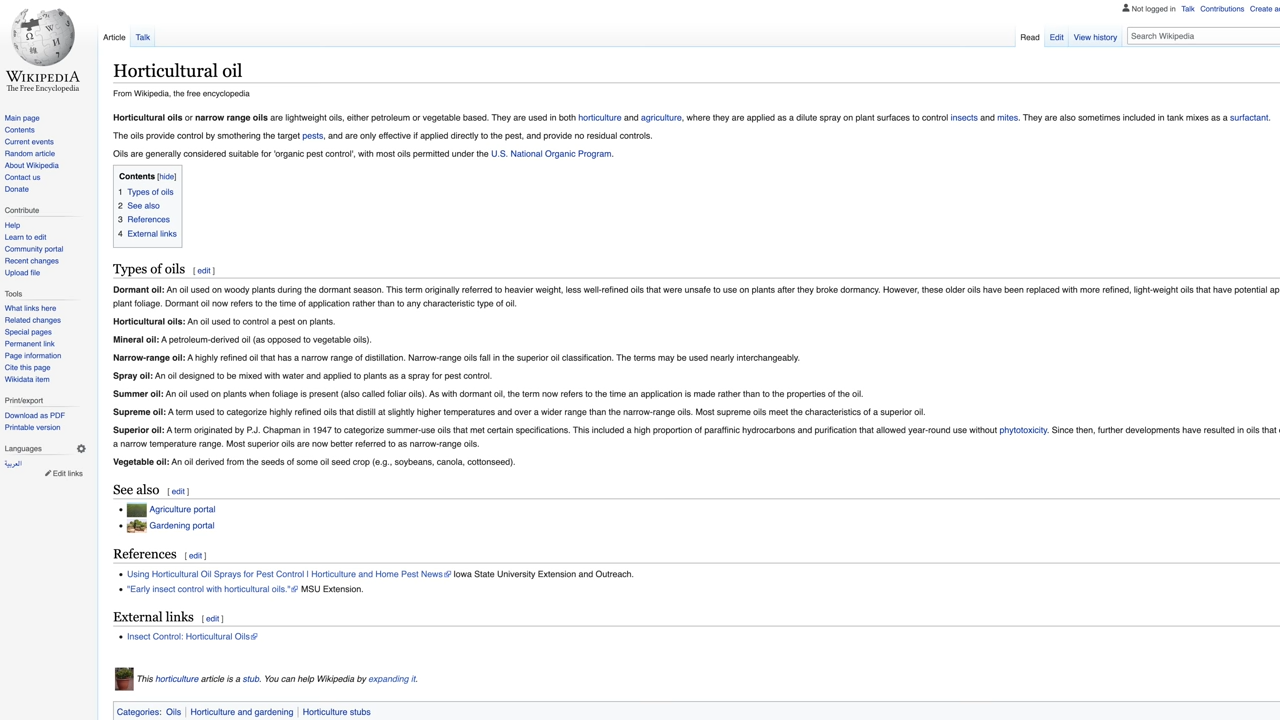 Not logged in Talk Contributions Create a
Article Talk Read Edit View history Search Wikipedia
WIKIPEDIA
The Free Encyclopedia
Main page
Contents
Current events
Random article
About Wikipedia
Contact us
Donate
Contribute
Help
Learn to edit
Community portal
Recent changes
Upload file
Tools
What links here
Related changes
Special pages
Permanent link
Page information
Cite this page
Wikidata item
Print/export
Download as PDF
Printable version
Languages
العربية
Edit links
Horticultural oil
From Wikipedia, the free encyclopedia
Horticultural oils or narrow range oils are lightweight oils, either petroleum or vegetable based. They are used in both horticulture and agriculture, where they are applied as a dilute spray on plant surfaces to control insects and mites. They are also sometimes included in tank mixes as a surfactant.
The oils provide control by smothering the target pests, and are only effective if applied directly to the pest, and provide no residual controls.
Oils are generally considered suitable for 'organic pest control', with most oils permitted under the U.S. National Organic Program.
Contents [hide]
1 Types of oils
2 See also
3 References
4 External links
Types of oils [ edit ]
Dormant oil: An oil used on woody plants during the dormant season. This term originally referred to heavier weight, less well-refined oils that were unsafe to use on plants after they broke dormancy. However, these older oils have been replaced with more refined, light-weight oils that have potential ap
plant foliage. Dormant oil now refers to the time of application rather than to any characteristic type of oil.
Horticultural oils: An oil used to control a pest on plants.
Mineral oil: A petroleum-derived oil (as opposed to vegetable oils).
Narrow-range oil: A highly refined oil that has a narrow range of distillation. Narrow-range oils fall in the superior oil classification. The terms may be used nearly interchangeably.
Spray oil: An oil designed to be mixed with water and applied to plants as a spray for pest control.
Summer oil: An oil used on plants when foliage is present (also called foliar oils). As with dormant oil, the term now refers to the time an application is made rather than to the properties of the oil.
Supreme oil: A term used to categorize highly refined oils that distill at slightly higher temperatures and over a wider range than the narrow-range oils. Most supreme oils meet the characteristics of a superior oil.
Superior oil: A term originated by P.J. Chapman in 1947 to categorize summer-use oils that met certain specifications. This included a high proportion of paraffinic hydrocarbons and purification that allowed year-round use without phytotoxicity. Since then, further developments have resulted in oils that
a narrow temperature range. Most superior oils are now better referred to as narrow-range oils.
Vegetable oil: An oil derived from the seeds of some oil seed crop (e.g., soybeans, canola, cottonseed).
See also [ edit ]
Agriculture portal
Gardening portal
References [ edit ]
Using Horticultural Oil Sprays for Pest Control | Horticulture and Home Pest News Iowa State University Extension and Outreach.
"Early insect control with horticultural oils." MSU Extension.
External links [ edit ]
Insect Control: Horticultural Oils
This horticulture article is a stub. You can help Wikipedia by expanding it.
Categories: Oils | Horticulture and gardening | Horticulture stubs